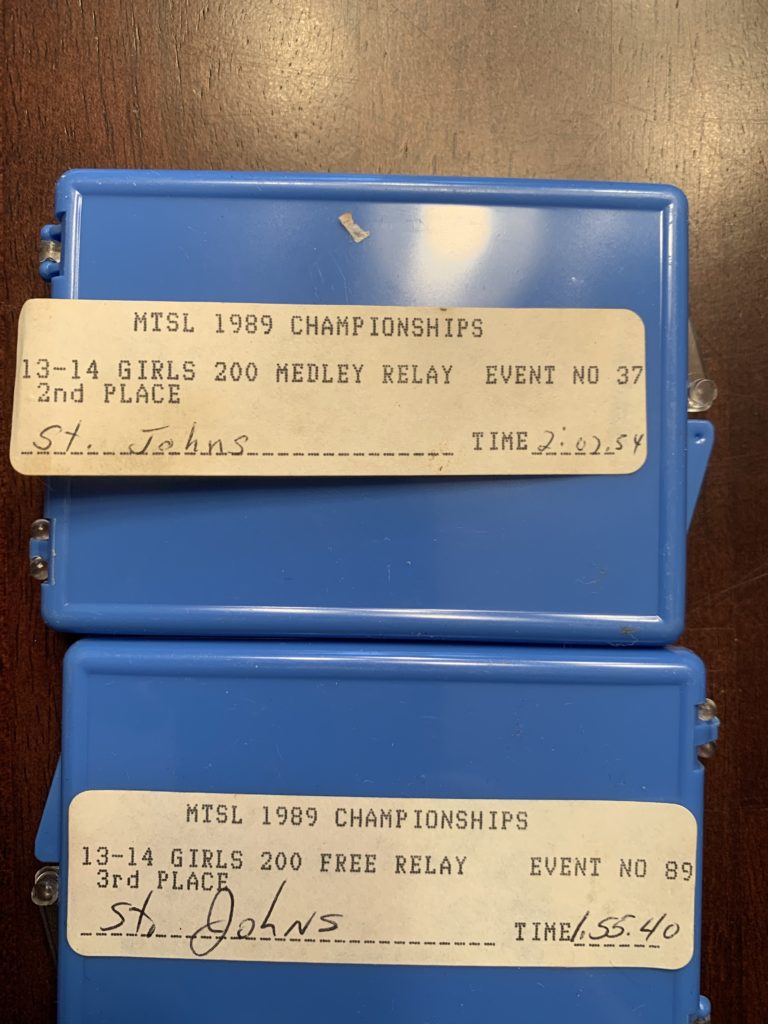 MTSL 1989 CHAMPIONSHIPS
13-14 GIRLS 200 MEDLEY RELAY EVENT NO 37
2nd PLACE
St. Johns TIME 2:02.54
MTSL 1989 CHAMPIONSHIPS
13-14 GIRLS 200 FREE RELAY EVENT NO 89
3rd PLACE
St. Johns TIME 1:55.40